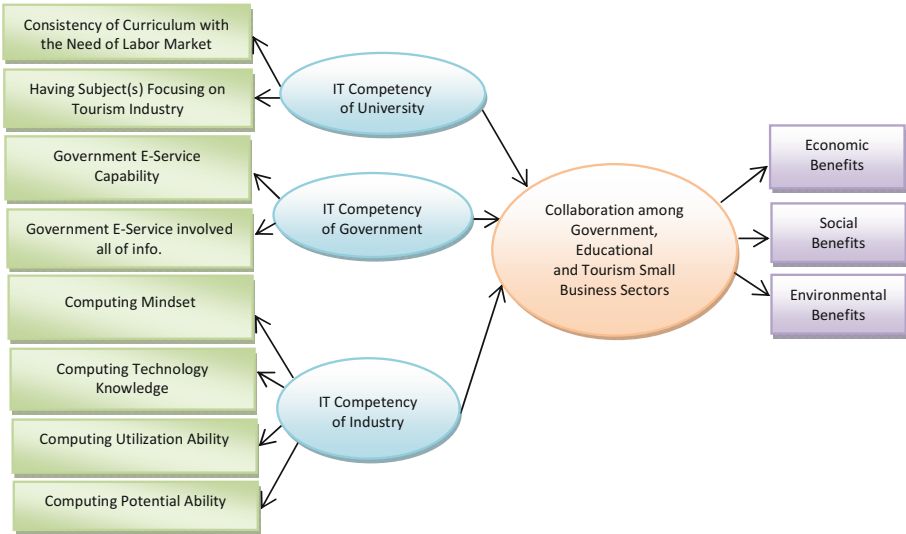 Consistency of Curriculum with
the Need of Labor Market
Having Subject(s) Focusing on
Tourism Industry
Government E-Service
Capability
Government E-Service involved
all of info.
Computing Mindset
Computing Technology
Knowledge
Computing Utilization Ability
Computing Potential Ability
IT Competency
of University
IT Competency
of Government
IT Competency
of Industry
Collaboration among
Government,
Educational
and Tourism Small
Business Sectors
Economic
Benefits
Social
Benefits
Environmental
Benefits